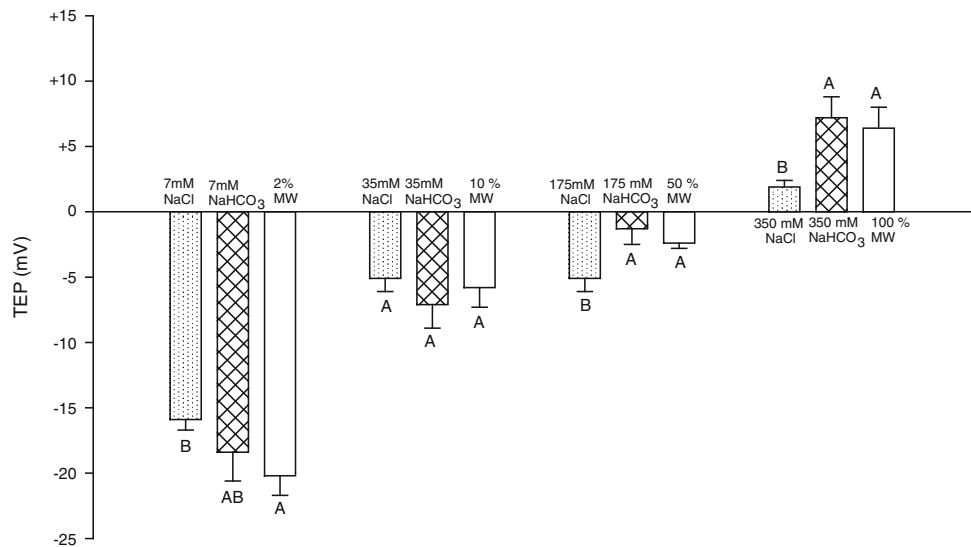 +15
+10
+5
0
-5
-10
-15
-20
-25
TEP (mV)
7mM
NaCl
7mM
NaHCO3
2%
MW
B
AB
A
35mM
NaCl
35mM
NaHCO3
10 %
MW
A
A
A
175mM
NaCl
175 mM
NaHCO3
50 %
MW
B
A
A
B
A
A
350 mM
NaCl
350 mM
NaHCO3
100 %
MW